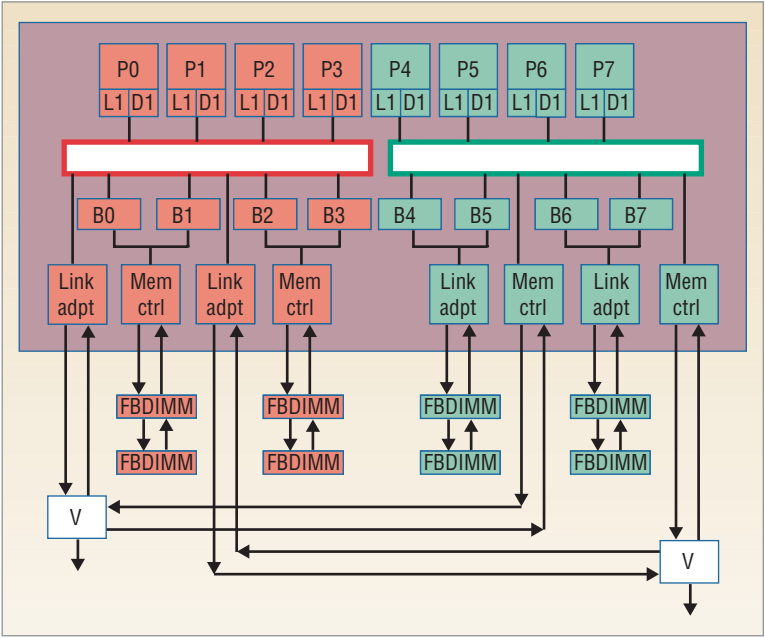 P0 P1 P2 P3 P4 P5 P6 P7
L1 D1 L1 D1 L1 D1 L1 D1 L1 D1 L1 D1 L1 D1 L1 D1
B0 B1 B2 B3 B4 B5 B6 B7
Link Mem Link Mem Link Mem Link Mem
adpt ctrl adpt ctrl adpt ctrl adpt ctrl
FBDIMM FBDIMM FBDIMM FBDIMM
FBDIMM FBDIMM FBDIMM FBDIMM
V
V